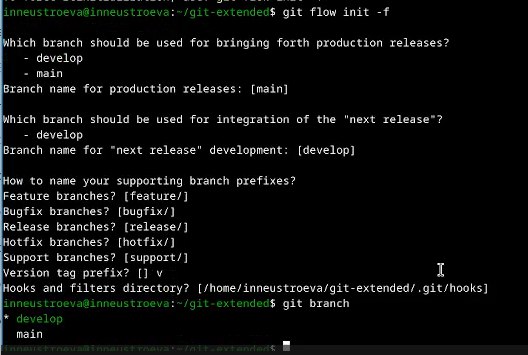 inneustroeva@inneustroeva:~/git-extended$ git flow init -f
Which branch should be used for bringing forth production releases?
- develop
- main
Branch name for production releases: [main]
Which branch should be used for integration of the "next release"?
- develop
Branch name for "next release" development: [develop]
How to name your supporting branch prefixes?
Feature branches? [feature/]
Bugfix branches? [bugfix/]
Release branches? [release/]
Hotfix branches? [hotfix/]
Support branches? [support/]
Version tag prefix? [] v
Hooks and filters directory? [/home/inneustroeva/git-extended/.git/hooks]
inneustroeva@inneustroeva:~/git-extended$ git branch
* develop
main
inneustroeva@inneustroeva:~/git-extended$